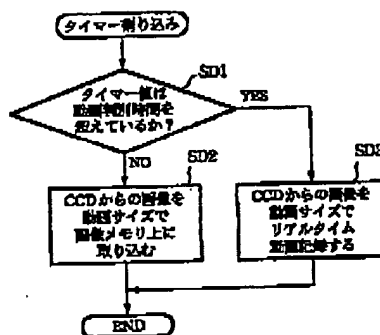 タイマー割り込み
SD1
タイマー値は
動画判別時間を
超えているか?
YES
NO
SD2
CCDからの画像を
動画サイズで
画像メモリ上に
取り込む
SD3
CCDからの画像を
動画サイズで
リアルタイム
動画記録する
END